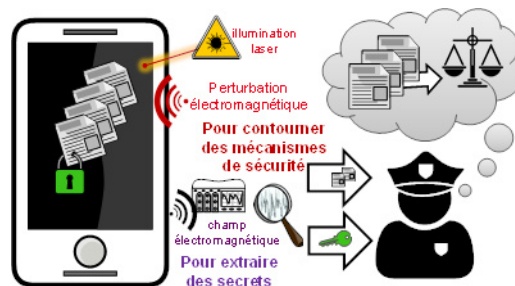 illumination
laser
Perturbation
électromagnétique
Pour contourner
des mécanismes
de sécurité
champ
électromagnétique
Pour extraire
des secrets